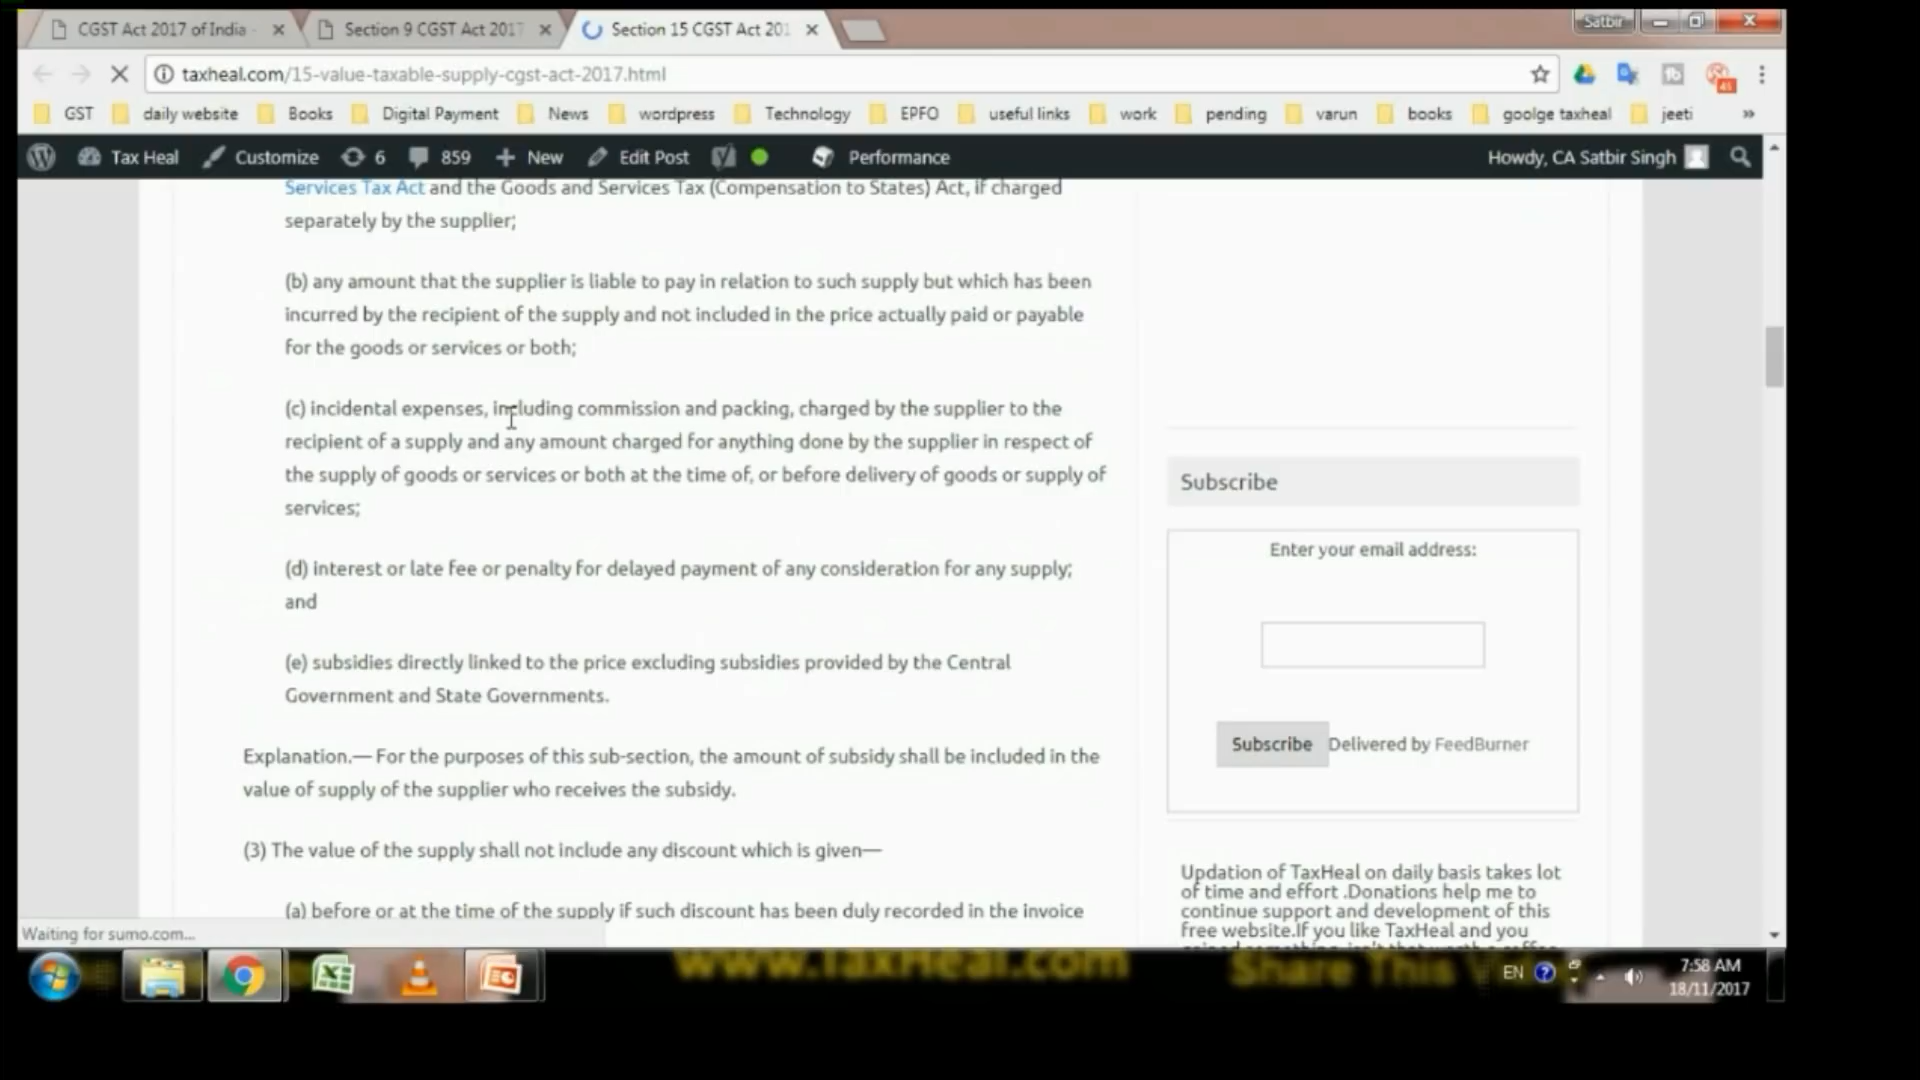 CGST Act 2017 of India -
Section 9 CGST Act 2017
Section 15 CGST Act 201
Satbir
taxheal.com/15-value-taxable-supply-cgst-act-2017.html
GST daily website Books Digital Payment News wordpress Technology EPFO useful links work pending varun books goolge taxheal jeeti »
Tax Heal Customize 6 859 + New Edit Post Performance Howdy, CA Satbir Singh
Services Tax Act and the Goods and Services Tax (Compensation to States) Act, if charged
separately by the supplier;
(b) any amount that the supplier is liable to pay in relation to such supply but which has been
incurred by the recipient of the supply and not included in the price actually paid or payable
for the goods or services or both;
(c) incidental expenses, including commission and packing, charged by the supplier to the
recipient of a supply and any amount charged for anything done by the supplier in respect of
the supply of goods or services or both at the time of, or before delivery of goods or supply of
services;
(d) interest or late fee or penalty for delayed payment of any consideration for any supply;
and
(e) subsidies directly linked to the price excluding subsidies provided by the Central
Government and State Governments.
Explanation.— For the purposes of this sub-section, the amount of subsidy shall be included in the
value of supply of the supplier who receives the subsidy.
(3) The value of the supply shall not include any discount which is given—
(a) before or at the time of the supply if such discount has been duly recorded in the invoice
Subscribe
Enter your email address:
Subscribe Delivered by FeedBurner
Updation of TaxHeal on daily basis takes lot
of time and effort .Donations help me to
continue support and development of this
free website.If you like TaxHeal and you
Waiting for sumo.com...
www.TaxHeal.com
Share This
EN
7:58 AM
18/11/2017